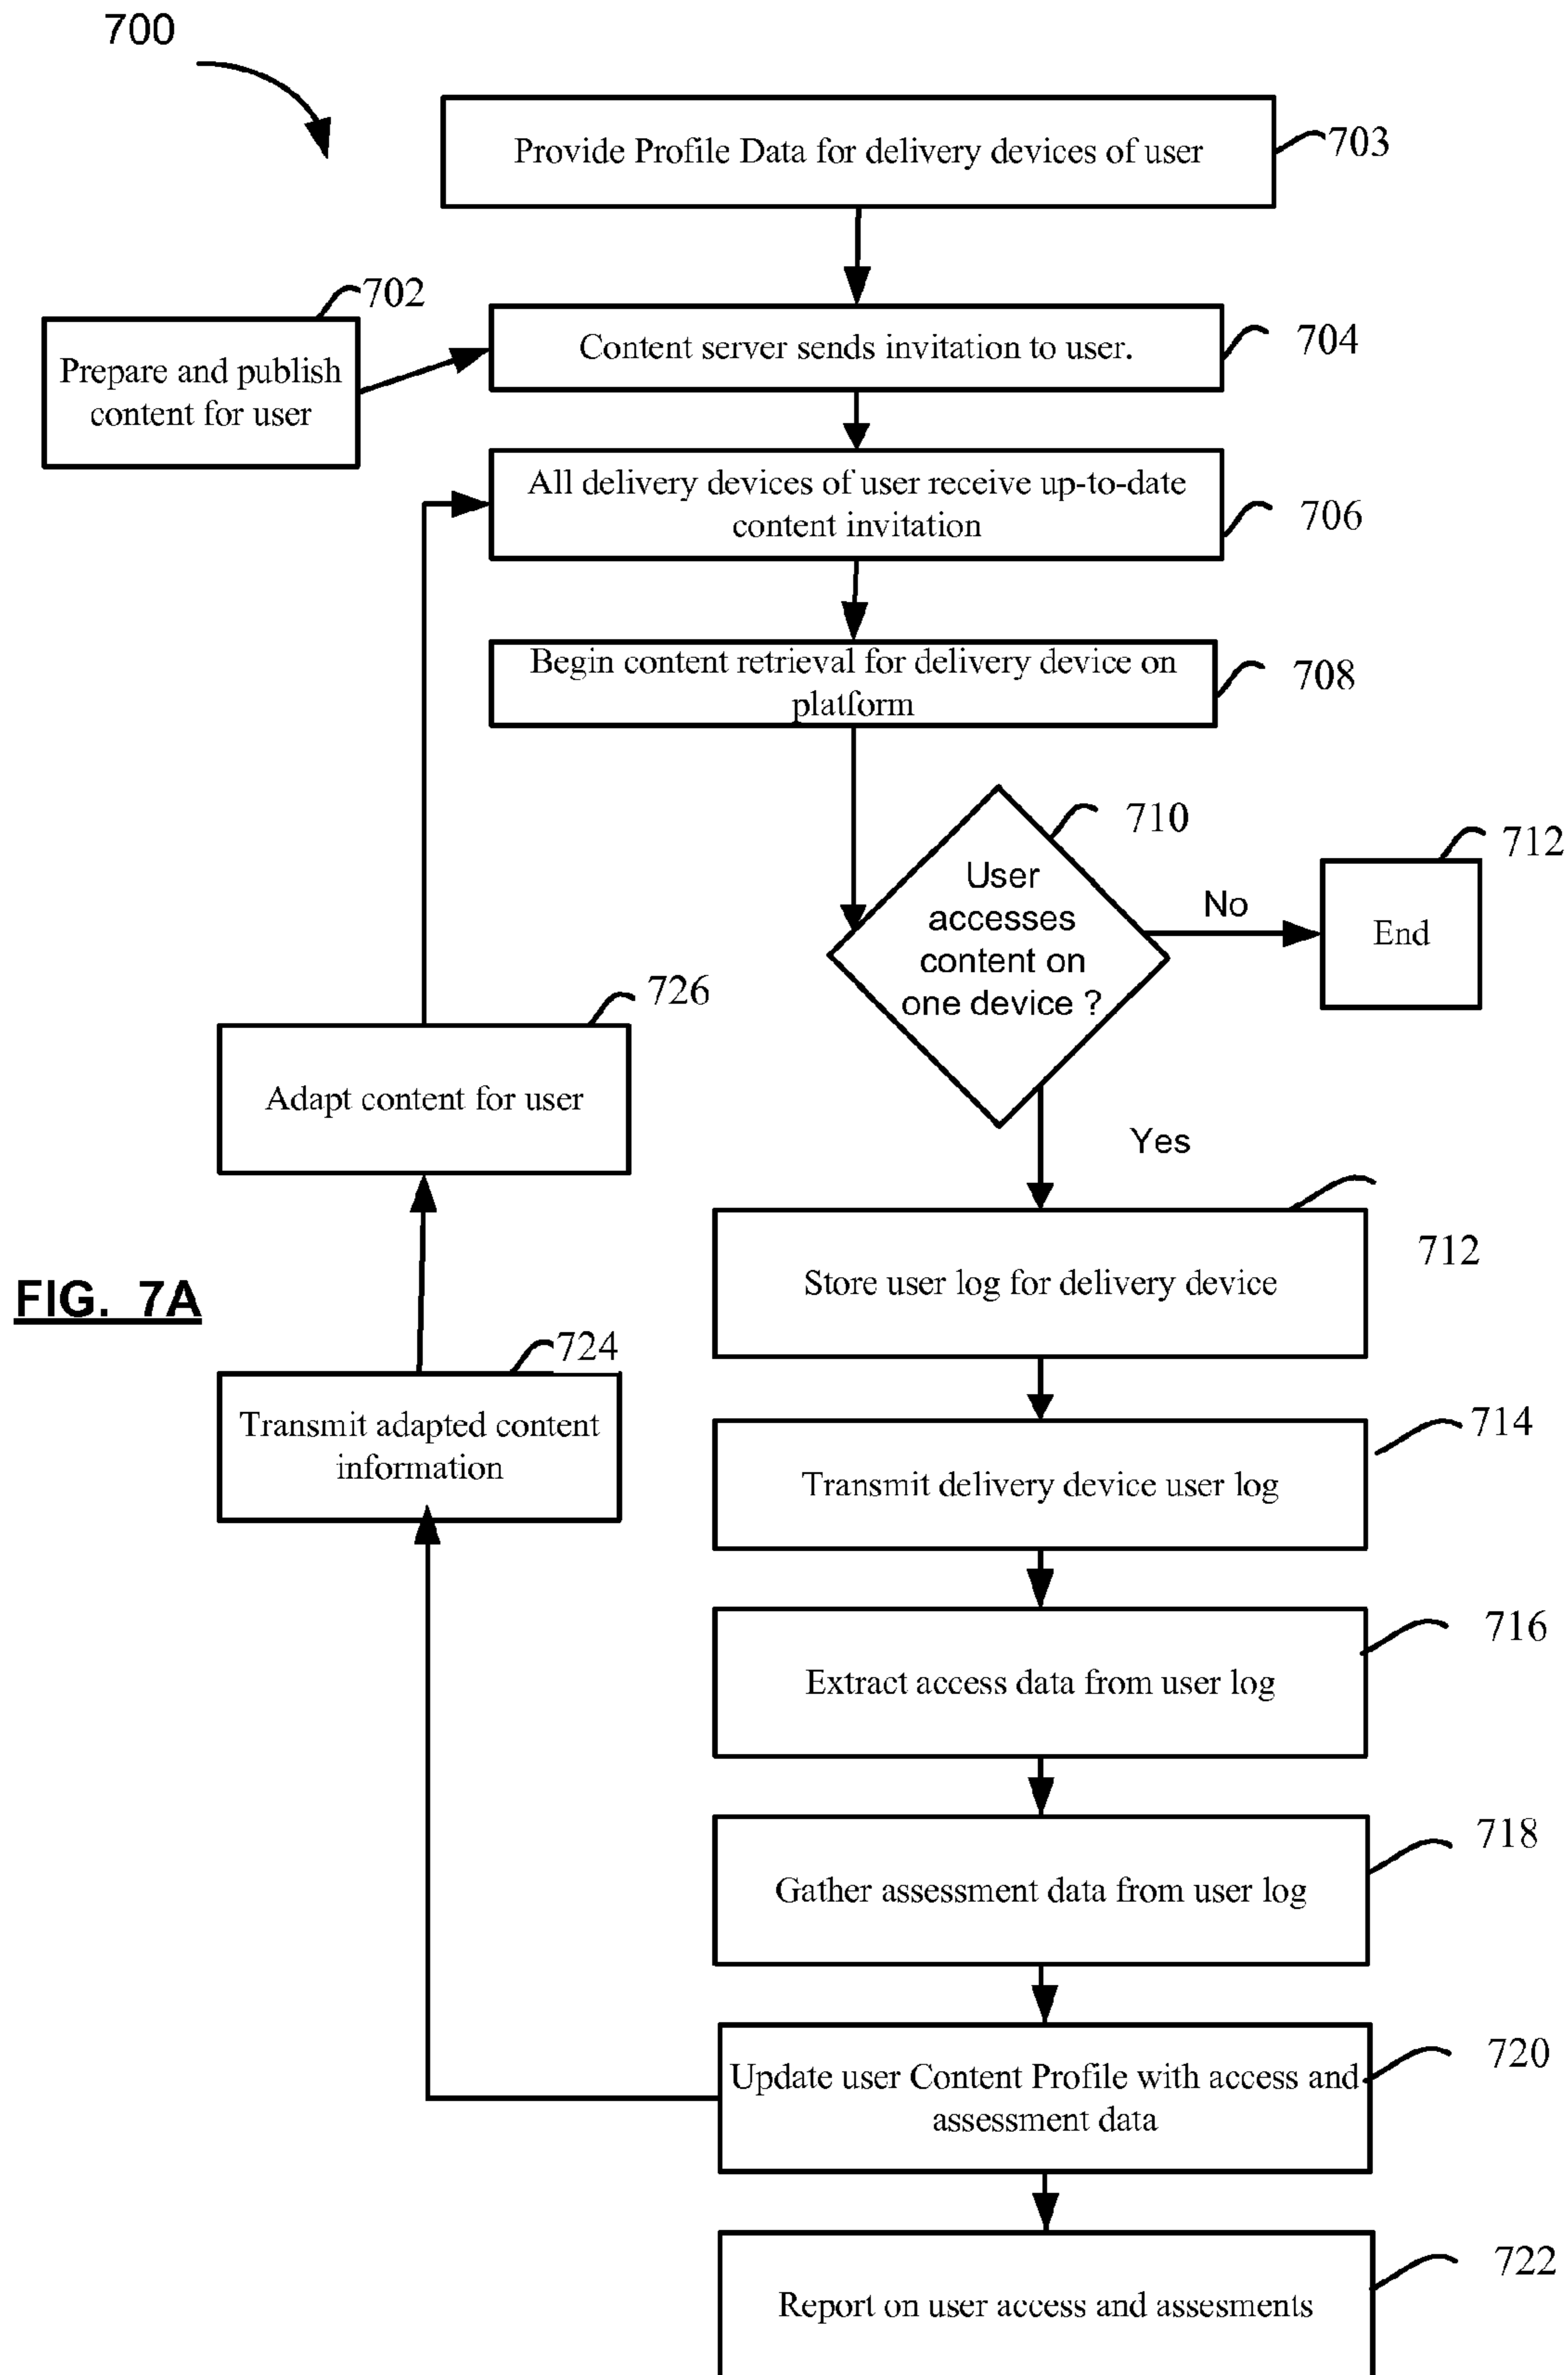 700
Provide Profile Data for delivery devices of user
703
702
Prepare and publish
content for user
Content server sends invitation to user.
704
All delivery devices of user receive up-to-date
content invitation
706
Begin content retrieval for delivery device on
platform
708
710
User
accesses
content on
one device ?
No
712
End
Yes
726
Adapt content for user
712
Store user log for delivery device
FIG. 7A
724
Transmit adapted content
information
714
Transmit delivery device user log
716
Extract access data from user log
718
Gather assessment data from user log
720
Update user Content Profile with access and
assessment data
722
Report on user access and assesments